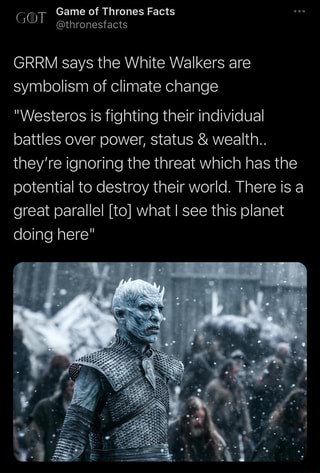 GOT
Game of Thrones Facts
@thronesfacts
GRRM says the White Walkers are
symbolism of climate change
"Westeros is fighting their individual
battles over power, status & wealth..
they’re ignoring the threat which has the
potential to destroy their world. There is a
great parallel [to] what I see this planet
doing here"